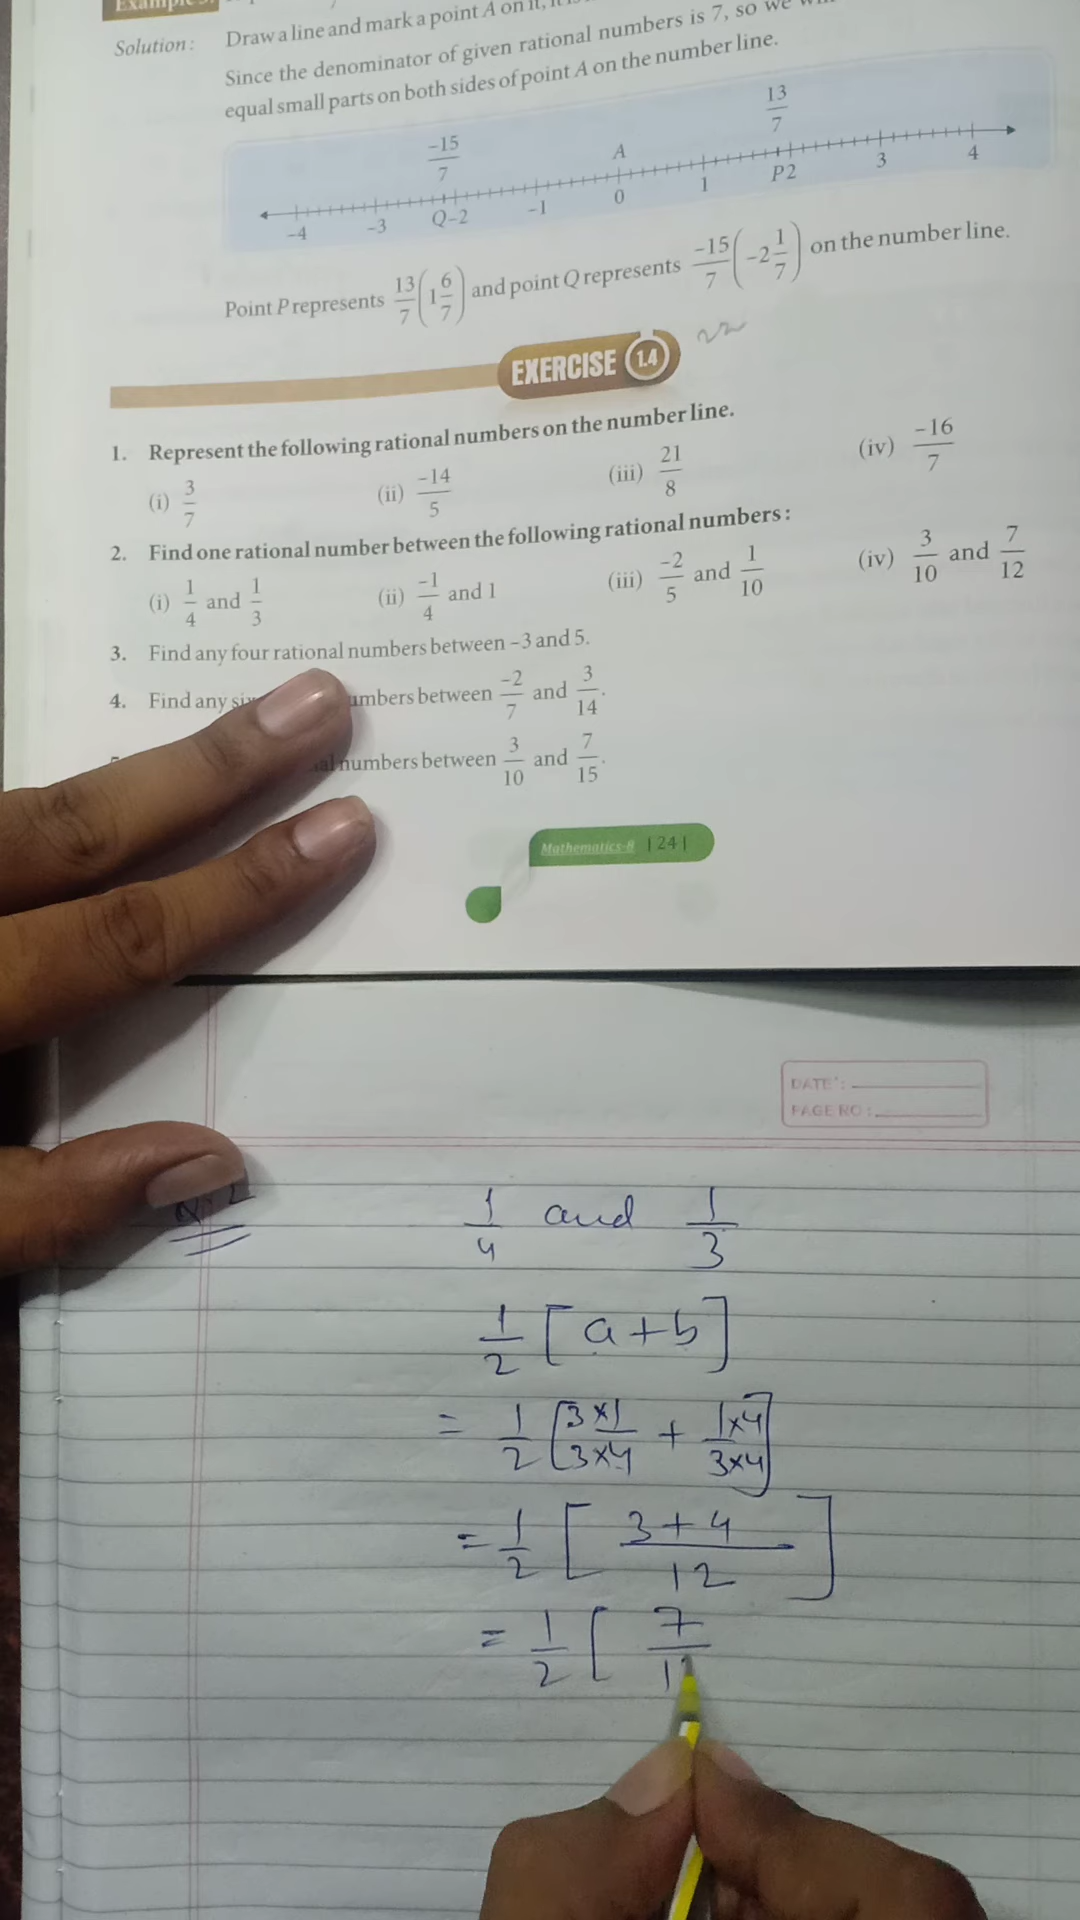 Example
Solution: Draw a line and mark a point A on it,
Since the denominator of given rational numbers is 7, so we
equal small parts on both sides of point A on the number line.
-15/7 A 13/7
-4 -3 Q-2 -1 0 1 P2 3 4
Point P represents 13/7 (1 6/7) and point Q represents -15/7 (-2 1/7) on the number line.
EXERCISE 1.4
1. Represent the following rational numbers on the number line.
(i) 3/7 (ii) -14/5 (iii) 21/8 (iv) -16/7
2. Find one rational number between the following rational numbers:
(i) 1/4 and 1/3 (ii) -1/4 and 1 (iii) -2/5 and 1/10 (iv) 3/10 and 7/12
3. Find any four rational numbers between -3 and 5.
4. Find any six numbers between -2/7 and 3/14.
numbers between 3/10 and 7/15.
Mathematics-8 | 24 |
DATE :
PAGE NO :
1/4 and 1/3
1/2 [a+b]
= 1/2 [3×1/3×4 + 1×4/3×4]
= 1/2 [3+4/12]
= 1/2 [7/12